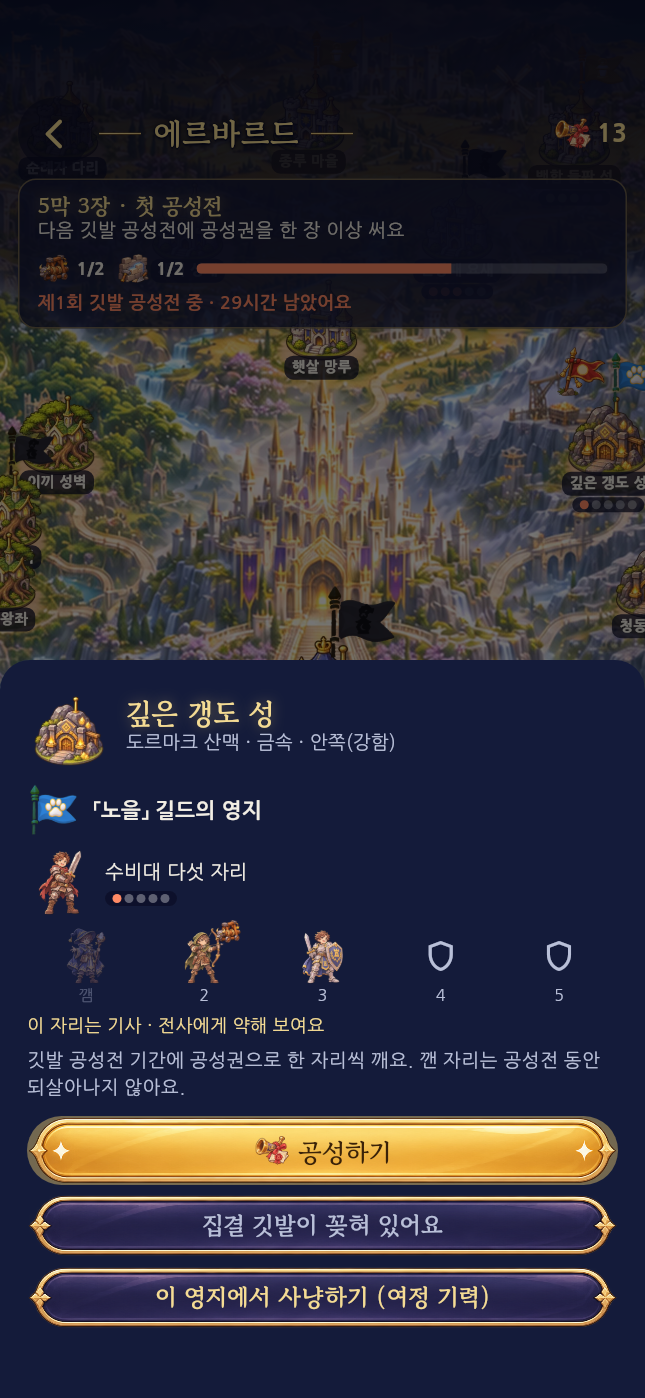 에르바르드
13
순례자 다리
종루 마을
5막 3장 · 첫 공성전
다음 깃발 공성전에 공성권을 한 장 이상 써요
1/2 1/2
제1회 깃발 공성전 중 · 29시간 남았어요
햇살 망루
이끼 성벽
깊은 갱도 성
왕좌
청동
깊은 갱도 성
도르마크 산맥 · 금속 · 안쪽(강함)
「노을」 길드의 영지
수비대 다섯 자리
깸 2 3 4 5
이 자리는 기사 · 전사에게 약해 보여요
깃발 공성전 기간에 공성권으로 한 자리씩 깨요. 깬 자리는 공성전 동안
되살아나지 않아요.
공성하기
집결 깃발이 꽂혀 있어요
이 영지에서 사냥하기 (여정 기력)